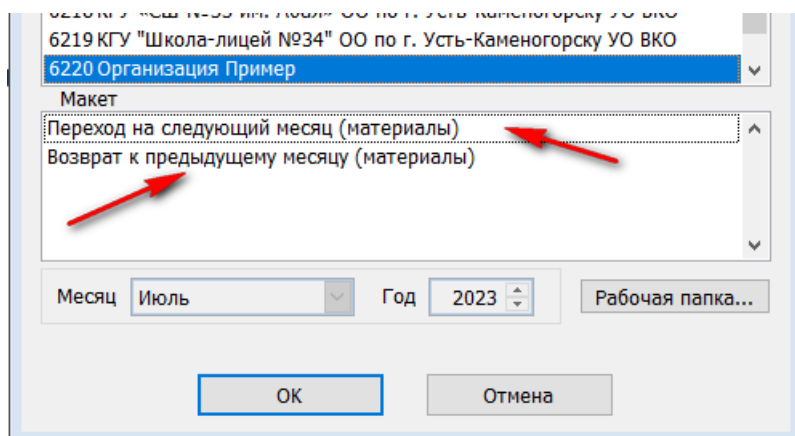 6219 КГУ "Школа-лицей №34" ОО по г. Усть-Каменогорску УО ВКО
6220 Организация Пример
Макет
Переход на следующий месяц (материалы)
Возврат к предыдущему месяцу (материалы)
Месяц Июль Год 2023 Рабочая папка...
OK Отмена